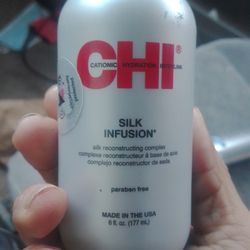 CHI®
CATIONIC HYDRATION INTERLINK
SILK
INFUSION
silk reconstructing complex
complexe reconstructeur à base de soie
complejo reconstructor de seda
paraben free
MADE IN THE USA
6 fl. oz. (177 mL)